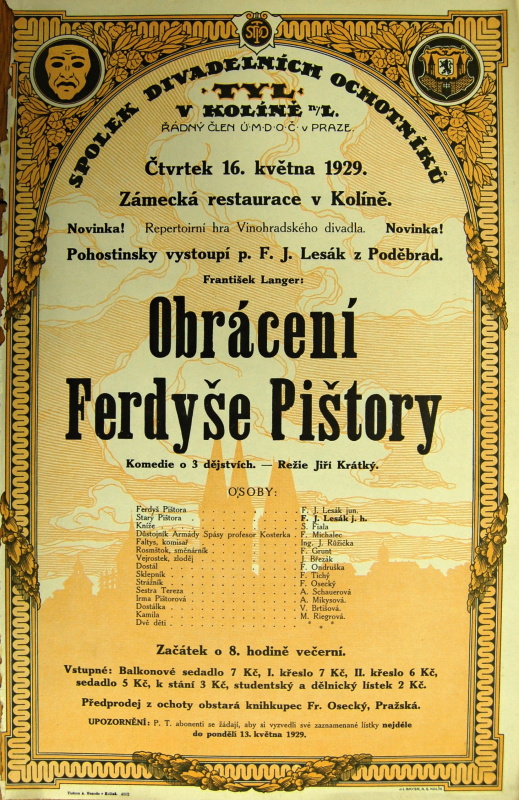 STD
SPOLEK DIVADELNÍCH OCHOTNÍKŮ
"TYL"
V KOLÍNĚ n/L.
ŘÁDNÝ ČLEN Ú·M·D·O·Č· V PRAZE.
Čtvrtek 16. května 1929.
Zámecká restaurace v Kolíně.
Novinka! Repertoirní hra Vinohradského divadla. Novinka!
Pohostinsky vystoupí p. F. J. Lesák z Poděbrad.
František Langer:
Obrácení
Ferdyše Pištory
Komedie o 3 dějstvích. — Režie Jiří Krátký.
OSOBY:
Ferdyš Pištora . . . F. J. Lesák jun.
Starý Pištora . . . F. J. Lesák j. h.
Kníže . . . S. Fiala
Důstojník Armády Spásy profesor Kosterka . F. Michalec
Faltys, komisař . . . Ing. J. Růžička
Rosmštok, směnárník . . . F. Grunt
Vejrostek, zloděj . . . J. Březák
Dostál . . . F. Ondruška
Sklepník . . . F. Tichý
Strážník . . . F. Osecký
Sestra Tereza . . . A. Schauerová
Irma Pištorová . . . A. Mikysová.
Dostálka . . . V. Brtišová.
Kamila . . . M. Riegrová.
Dvě děti . . . * * *
Začátek o 8. hodině večerní.
Vstupné: Balkonové sedadlo 7 Kč, I. křeslo 7 Kč, II. křeslo 6 Kč,
sedadlo 5 Kč, k stání 3 Kč, studentský a dělnický lístek 2 Kč.
Předprodej z ochoty obstará knihkupec Fr. Osecký, Pražská.
UPOZORNĚNÍ: P. T. abonenti se žádají, aby si vyzvedli své zaznamenané lístky nejdéle
do pondělí 13. května 1929.